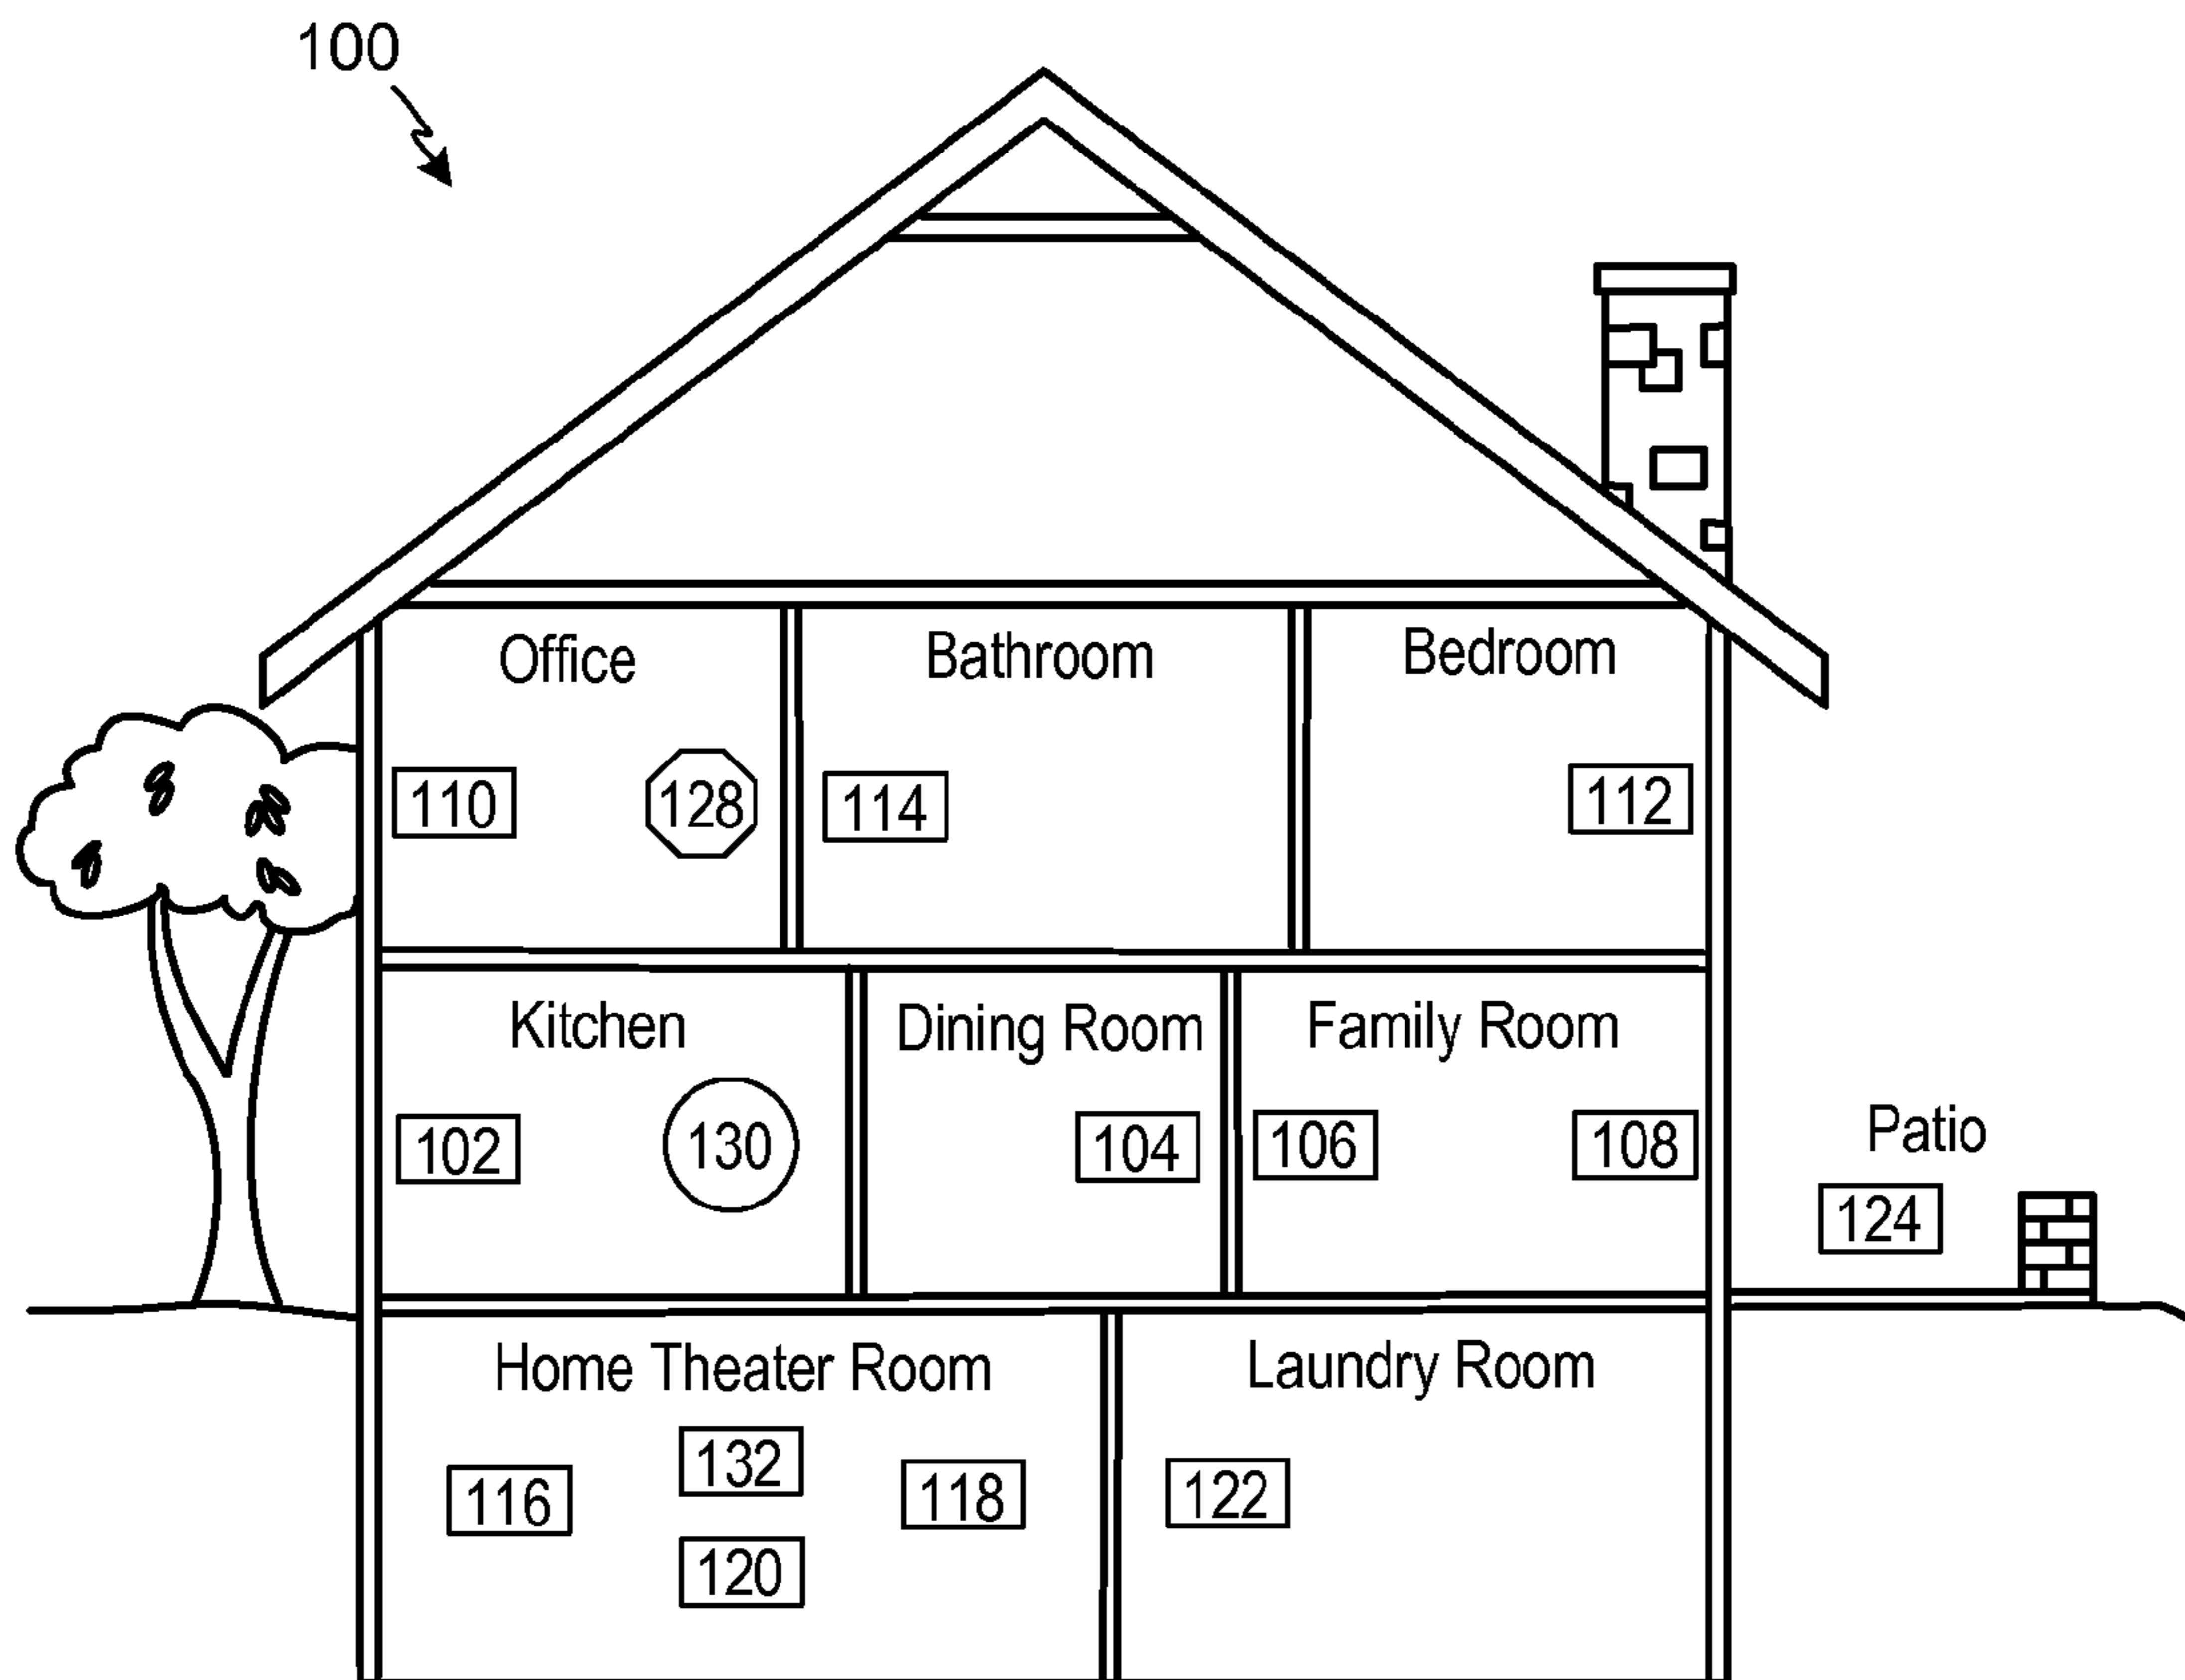 100
Office
Bathroom
Bedroom
110
128
114
112
Kitchen
Dining Room
Family Room
102
130
104
106
108
Patio
124
Home Theater Room
Laundry Room
116
132
118
122
120